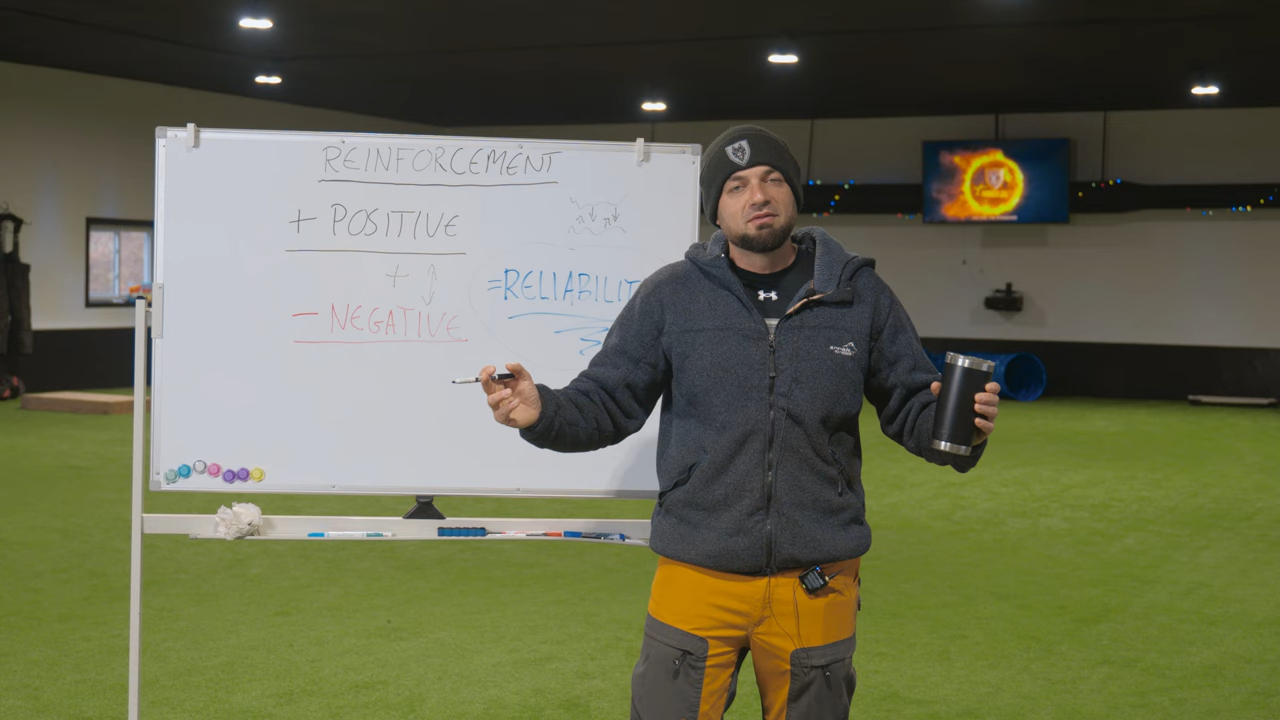 REINFORCEMENT
+ POSITIVE
+
=RELIABILIT
- NEGATIVE